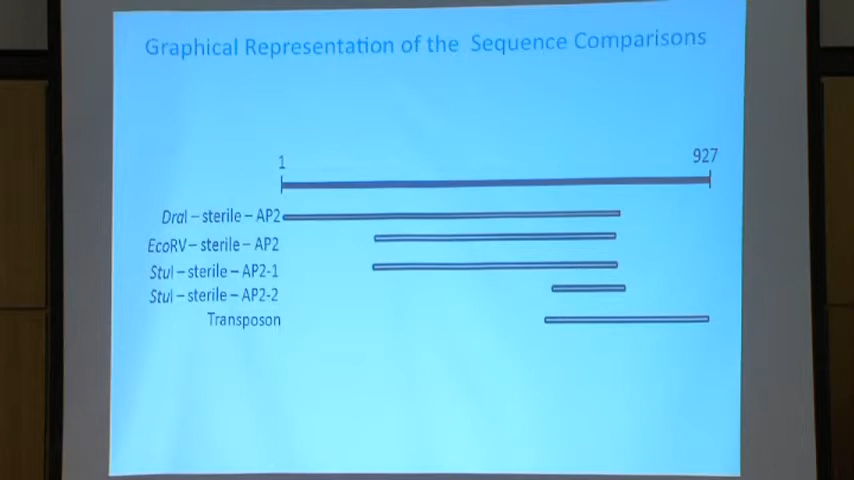 Graphical Representation of the Sequence Comparisons
1
927
DraI – sterile – AP2
EcoRV – sterile – AP2
StuI – sterile – AP2-1
StuI – sterile – AP2-2
Transposon